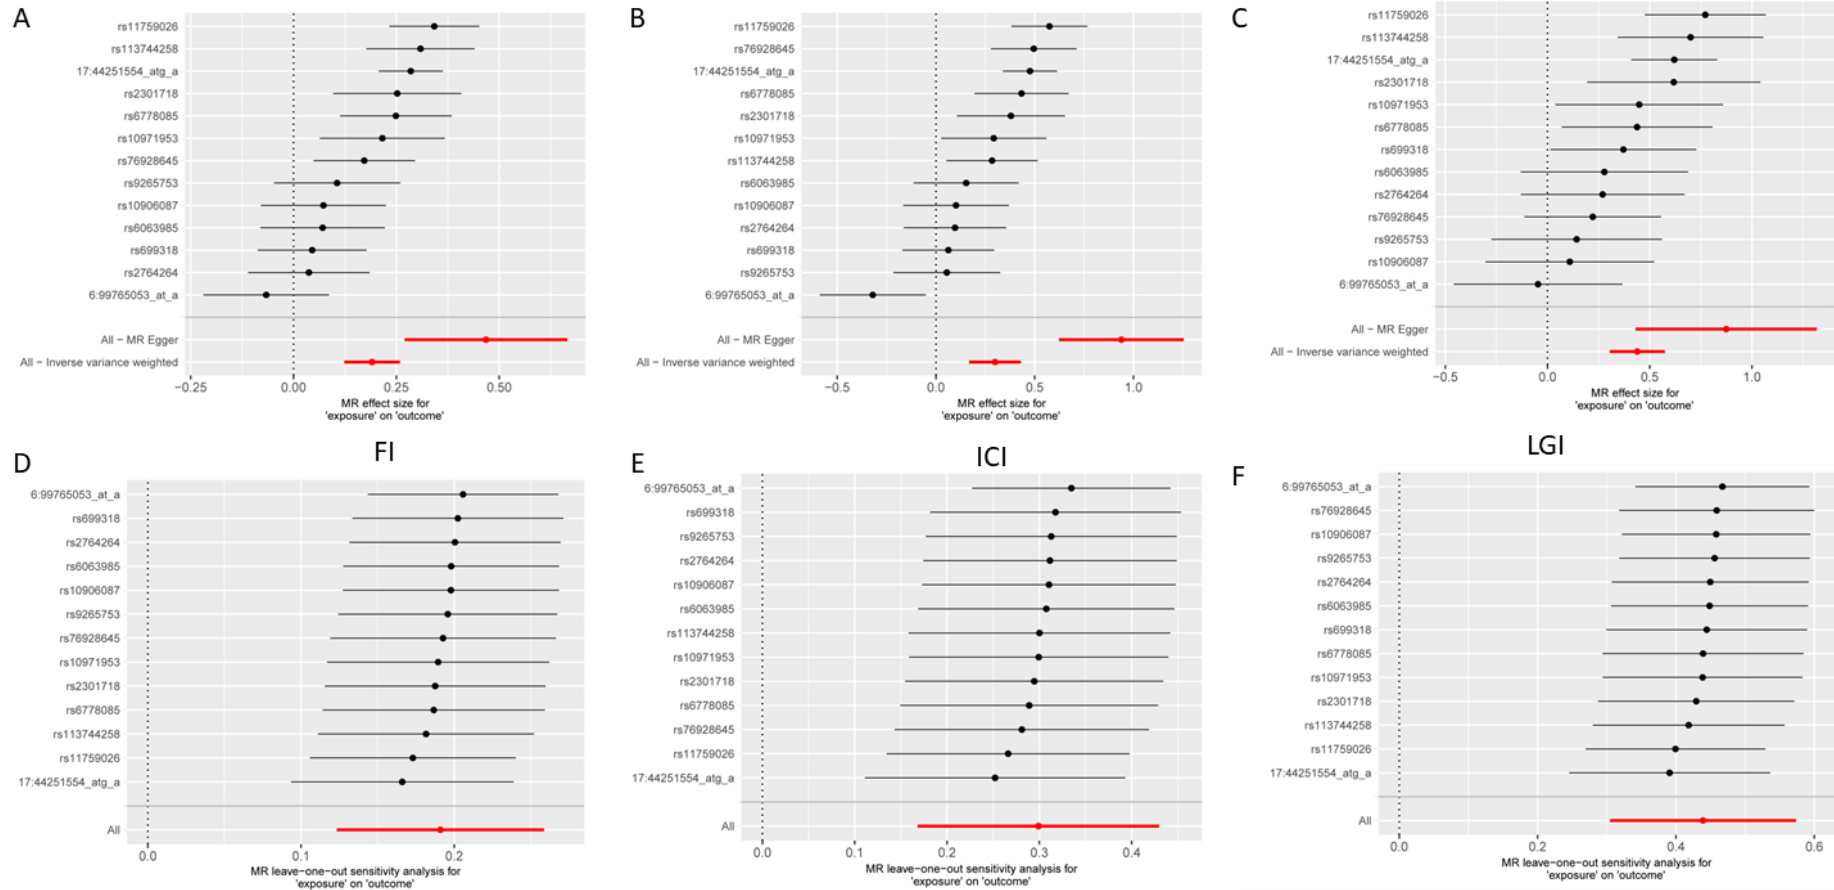 A
rs11759026
rs113744258
17:44251554_atg_a
rs2301718
rs6778085
rs10971953
rs76928645
rs9265753
rs10906087
rs6063985
rs699318
rs2764264
6:99765053_at_a
All − MR Egger
All − Inverse variance weighted
−0.25 0.00 0.25 0.50
MR effect size for
'exposure' on 'outcome'
B
rs11759026
rs76928645
17:44251554_atg_a
rs6778085
rs2301718
rs10971953
rs113744258
rs6063985
rs10906087
rs2764264
rs699318
rs9265753
6:99765053_at_a
All − MR Egger
All − Inverse variance weighted
−0.5 0.0 0.5 1.0
MR effect size for
'exposure' on 'outcome'
C
rs11759026
rs113744258
17:44251554_atg_a
rs2301718
rs10971953
rs6778085
rs699318
rs6063985
rs2764264
rs76928645
rs9265753
rs10906087
6:99765053_at_a
All − MR Egger
All − Inverse variance weighted
−0.5 0.0 0.5 1.0
MR effect size for
'exposure' on 'outcome'
D
FI
6:99765053_at_a
rs699318
rs2764264
rs6063985
rs10906087
rs9265753
rs76928645
rs10971953
rs2301718
rs6778085
rs113744258
rs11759026
17:44251554_atg_a
All
0.0 0.1 0.2
MR leave−one−out sensitivity analysis for
'exposure' on 'outcome'
E
ICI
6:99765053_at_a
rs699318
rs9265753
rs2764264
rs10906087
rs6063985
rs113744258
rs10971953
rs2301718
rs6778085
rs76928645
rs11759026
17:44251554_atg_a
All
0.0 0.1 0.2 0.3 0.4
MR leave−one−out sensitivity analysis for
'exposure' on 'outcome'
F
LGI
6:99765053_at_a
rs76928645
rs10906087
rs9265753
rs2764264
rs6063985
rs699318
rs6778085
rs10971953
rs2301718
rs113744258
rs11759026
17:44251554_atg_a
All
0.0 0.2 0.4 0.6
MR leave−one−out sensitivity analysis for
'exposure' on 'outcome'